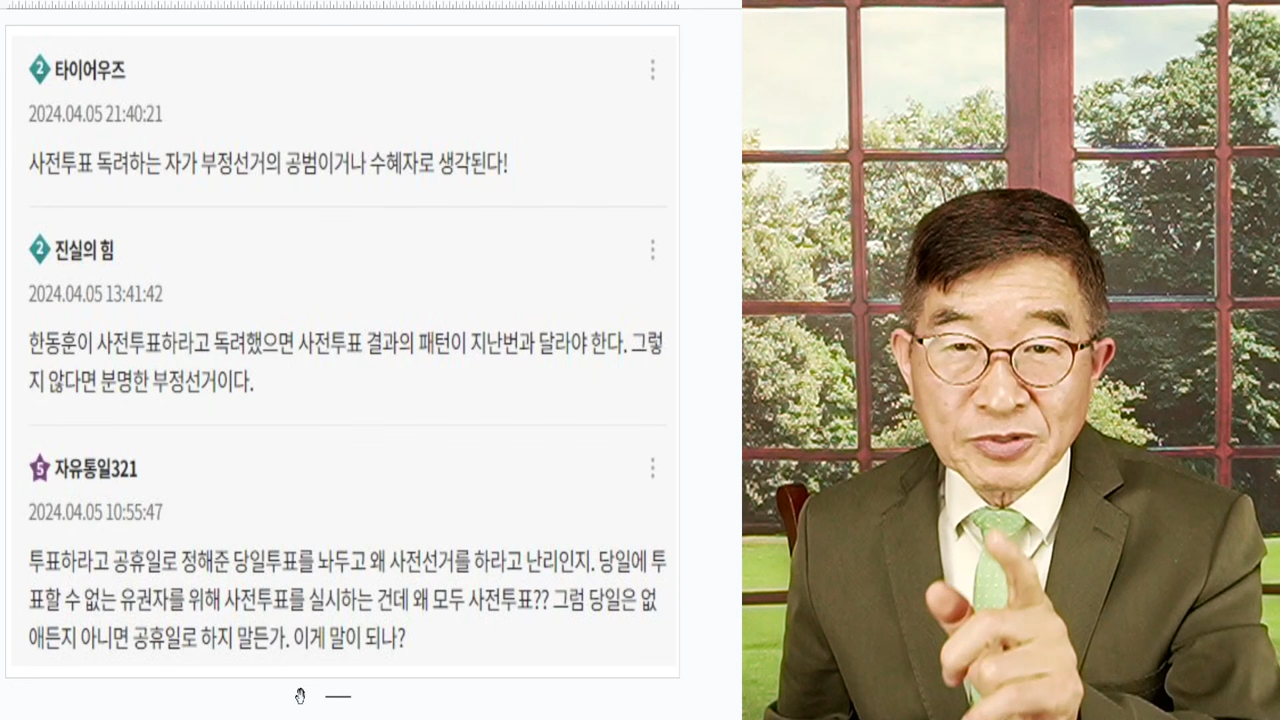 2 타이어우즈
2024.04.05 21:40:21
사전투표 독려하는 자가 부정선거의 공범이거나 수혜자로 생각된다!
2 진실의 힘
2024.04.05 13:41:42
한동훈이 사전투표하라고 독려했으면 사전투표 결과의 패턴이 지난번과 달라야 한다. 그렇
지 않다면 분명한 부정선거이다.
5 자유통일321
2024.04.05 10:55:47
투표하라고 공휴일로 정해준 당일투표를 놔두고 왜 사전선거를 하라고 난리인지. 당일에 투
표할 수 없는 유권자를 위해 사전투표를 실시하는 건데 왜 모두 사전투표?? 그럼 당일은 없
애든지 아니면 공휴일로 하지 말든가. 이게 말이 되나?